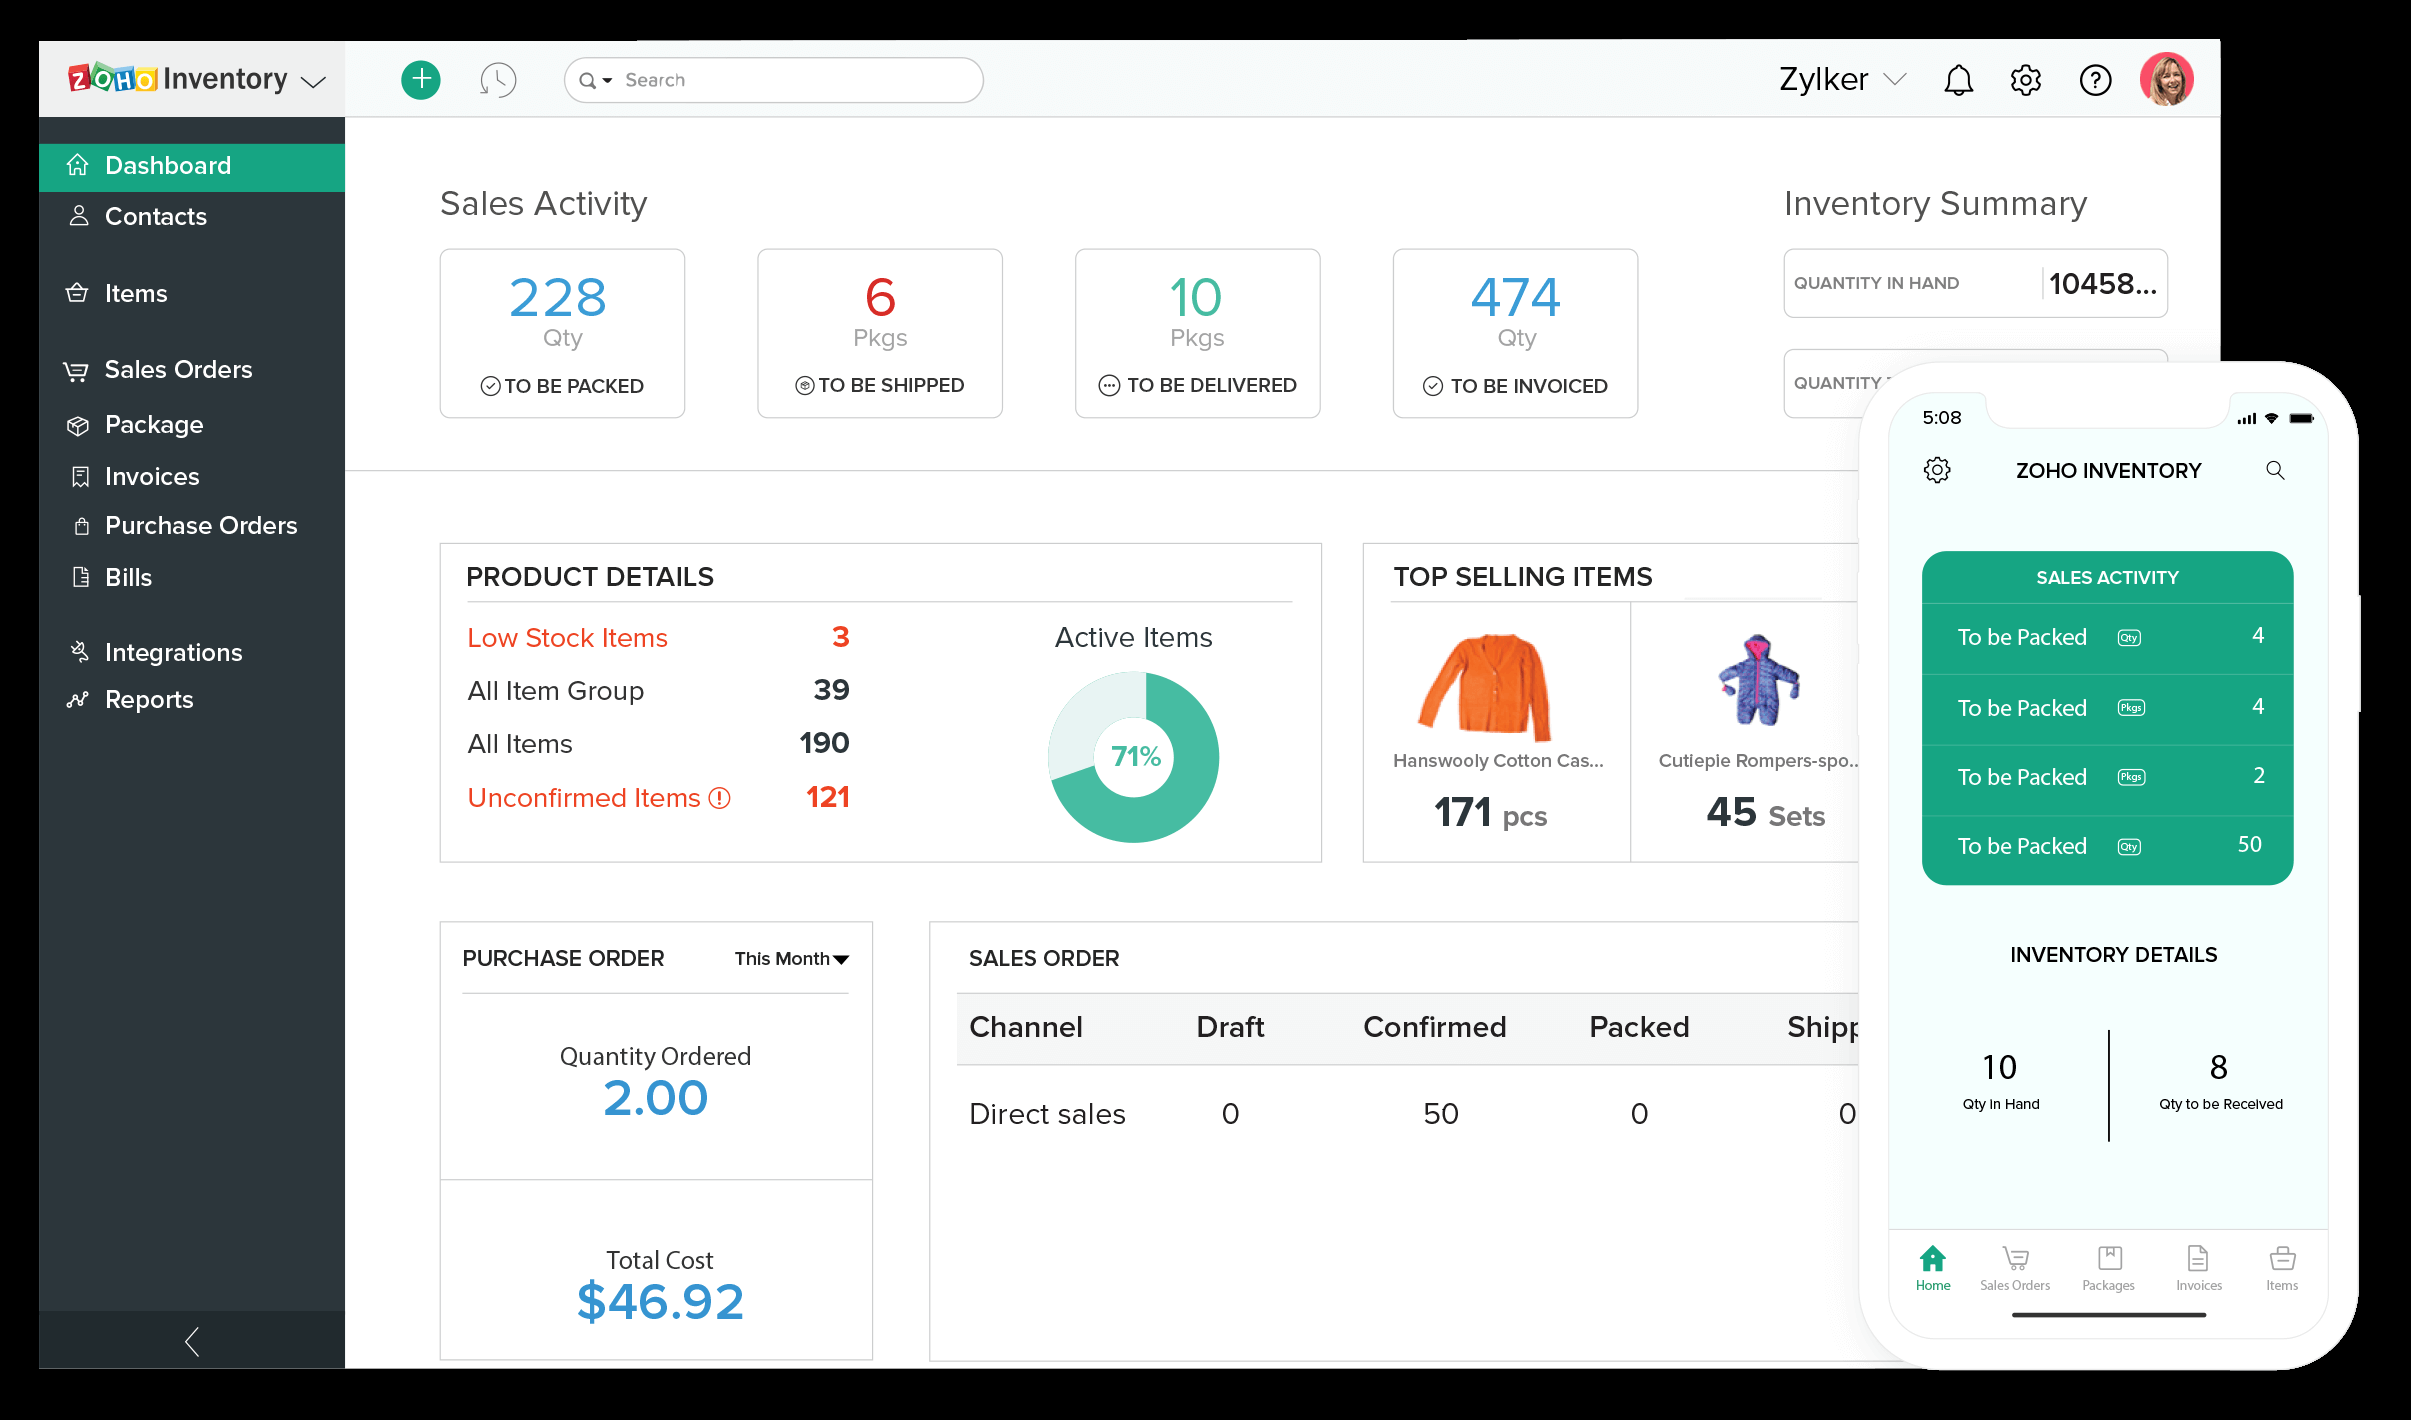 ZOHO Inventory
Search
Zylker
Dashboard
Contacts
Items
Sales Orders
Package
Invoices
Purchase Orders
Bills
Integrations
Reports
Sales Activity
228
Qty
TO BE PACKED
6
Pkgs
TO BE SHIPPED
10
Pkgs
TO BE DELIVERED
474
Qty
TO BE INVOICED
Inventory Summary
QUANTITY IN HAND 10458...
QUANTITY
PRODUCT DETAILS
Low Stock Items 3
All Item Group 39
All Items 190
Unconfirmed Items 121
Active Items
71%
TOP SELLING ITEMS
Hanswooly Cotton Cas...
171 pcs
Cutiepie Rompers-spo..
45 Sets
PURCHASE ORDER This Month
Quantity Ordered
2.00
Total Cost
$46.92
SALES ORDER
Channel Draft Confirmed Packed Shipp
Direct sales 0 50 0 0
5:08
ZOHO INVENTORY
SALES ACTIVITY
To be Packed Qty 4
To be Packed Pkgs 4
To be Packed Pkgs 2
To be Packed Qty 50
INVENTORY DETAILS
10
Qty in Hand
8
Qty to be Received
Home Sales Orders Packages Invoices Items